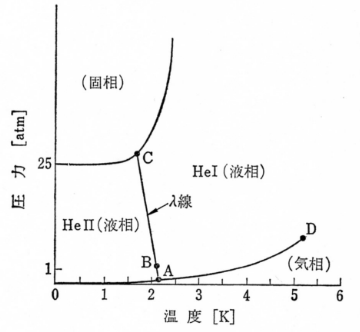 (固相)
C
25
HeI(液相)
圧力 [atm]
λ線
HeII(液相)
D
B
A
(気相)
1
0 1 2 3 4 5 6
温度 [K]